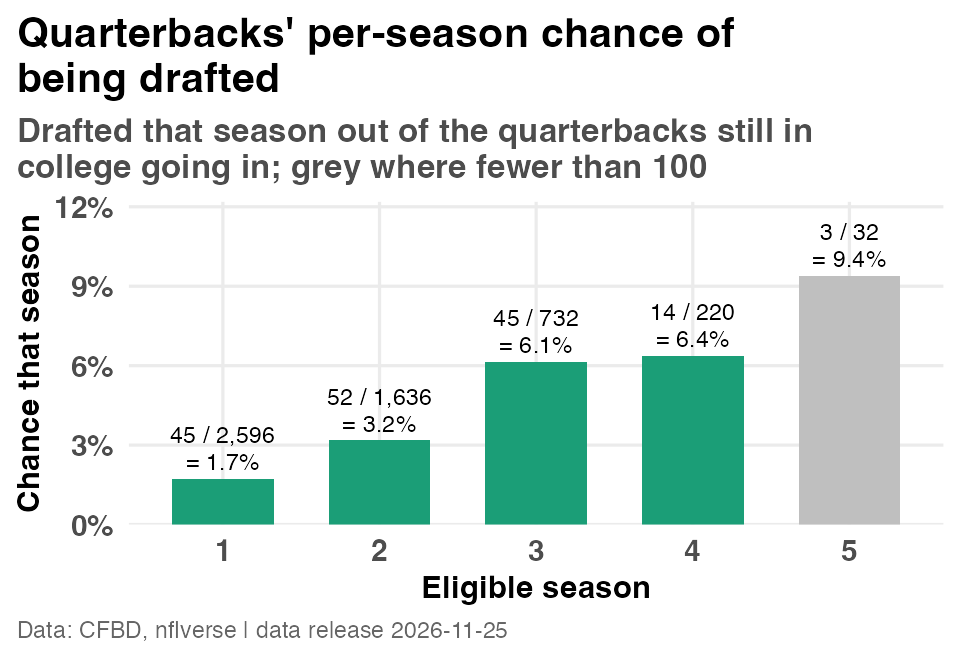 Quarterbacks' per-season chance of
being drafted
Drafted that season out of the quarterbacks still in
college going in; grey where fewer than 100
Chance that season
12%
9%
6%
3%
0%
45 / 2,596
= 1.7%
52 / 1,636
= 3.2%
45 / 732
= 6.1%
14 / 220
= 6.4%
3 / 32
= 9.4%
1 2 3 4 5
Eligible season
Data: CFBD, nflverse | data release 2026-11-25